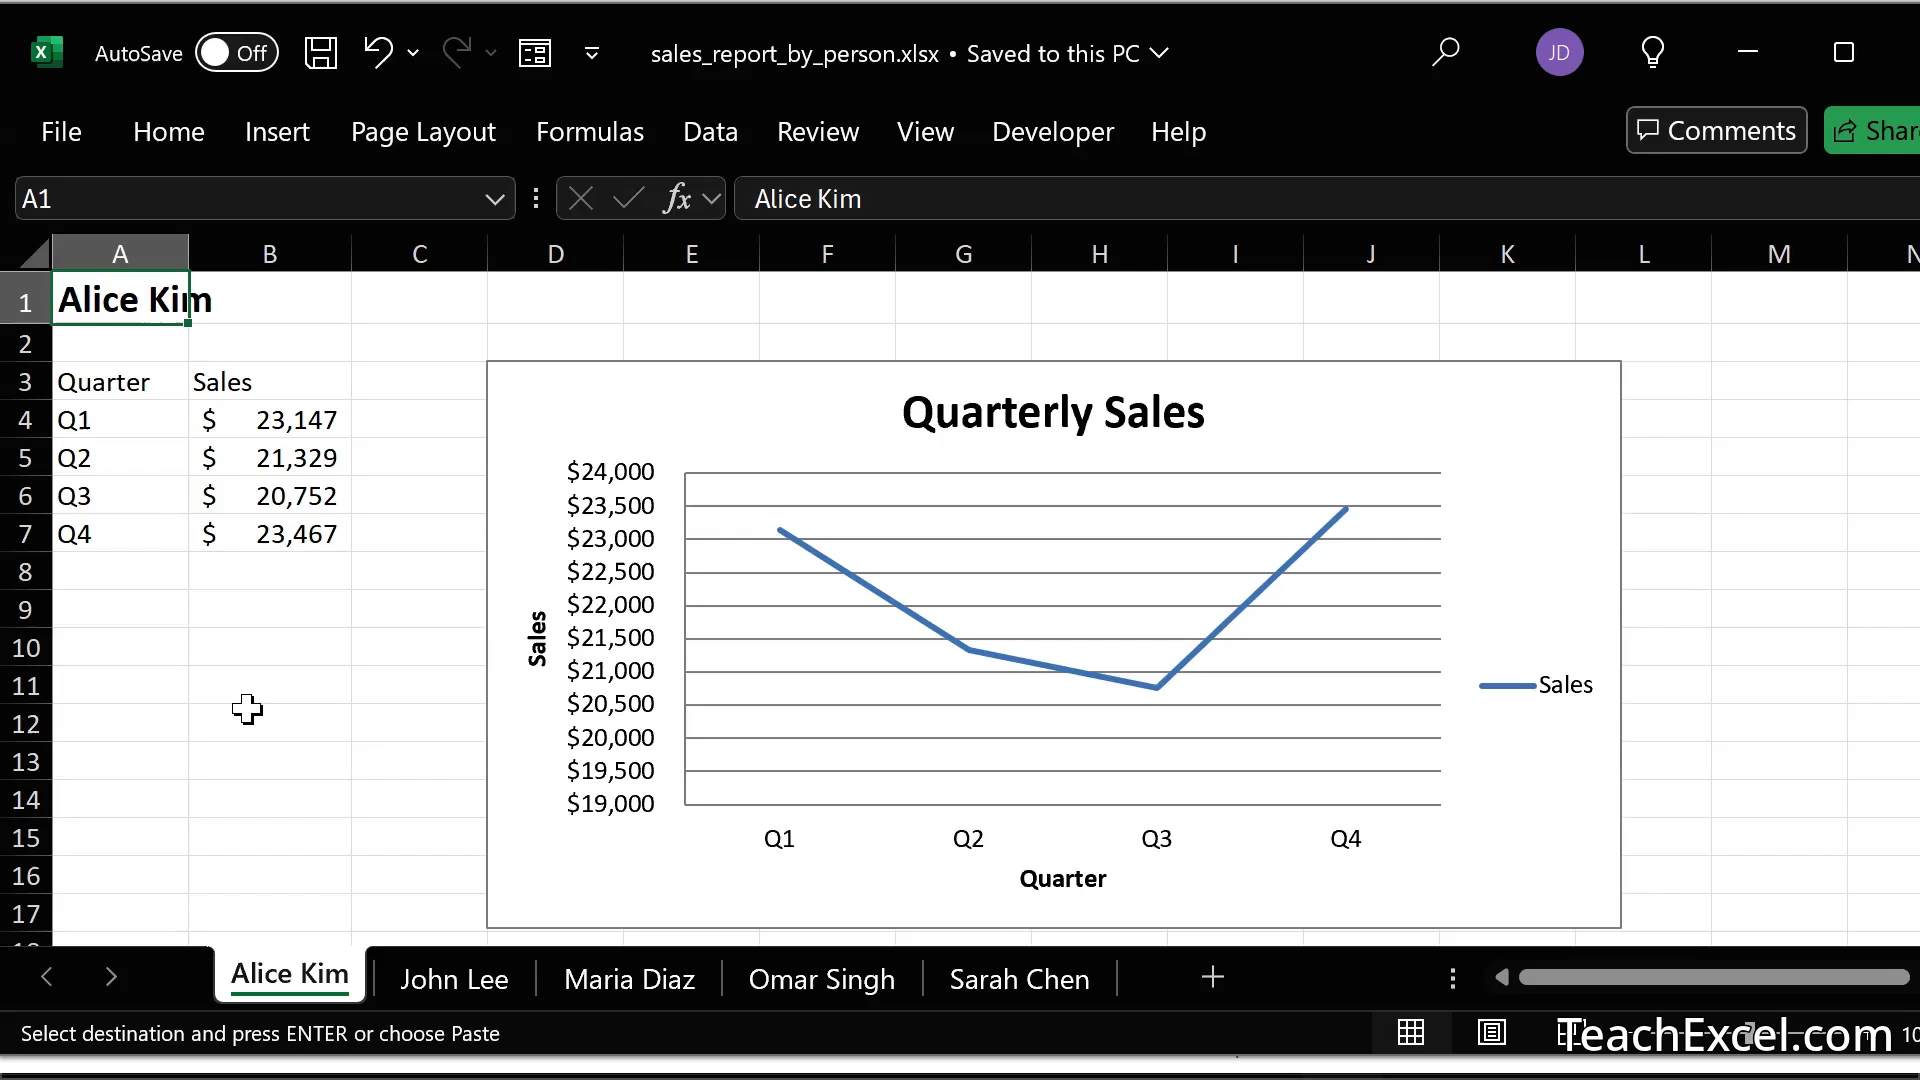 AutoSave Off sales_report_by_person.xlsx • Saved to this PC JD
File Home Insert Page Layout Formulas Data Review View Developer Help Comments
A1 fx Alice Kim
A B C D E F G H I J K L M
1 Alice Kim
2
3 Quarter Sales
4 Q1 $ 23,147
5 Q2 $ 21,329
6 Q3 $ 20,752
7 Q4 $ 23,467
8
9
10
11
12
13
14
15
16
17
Quarterly Sales
$24,000
$23,500
$23,000
$22,500
$22,000
$21,500
$21,000
$20,500
$20,000
$19,500
$19,000
Sales
Q1 Q2 Q3 Q4
Quarter
Sales
Alice Kim John Lee Maria Diaz Omar Singh Sarah Chen
Select destination and press ENTER or choose Paste
TeachExcel.com